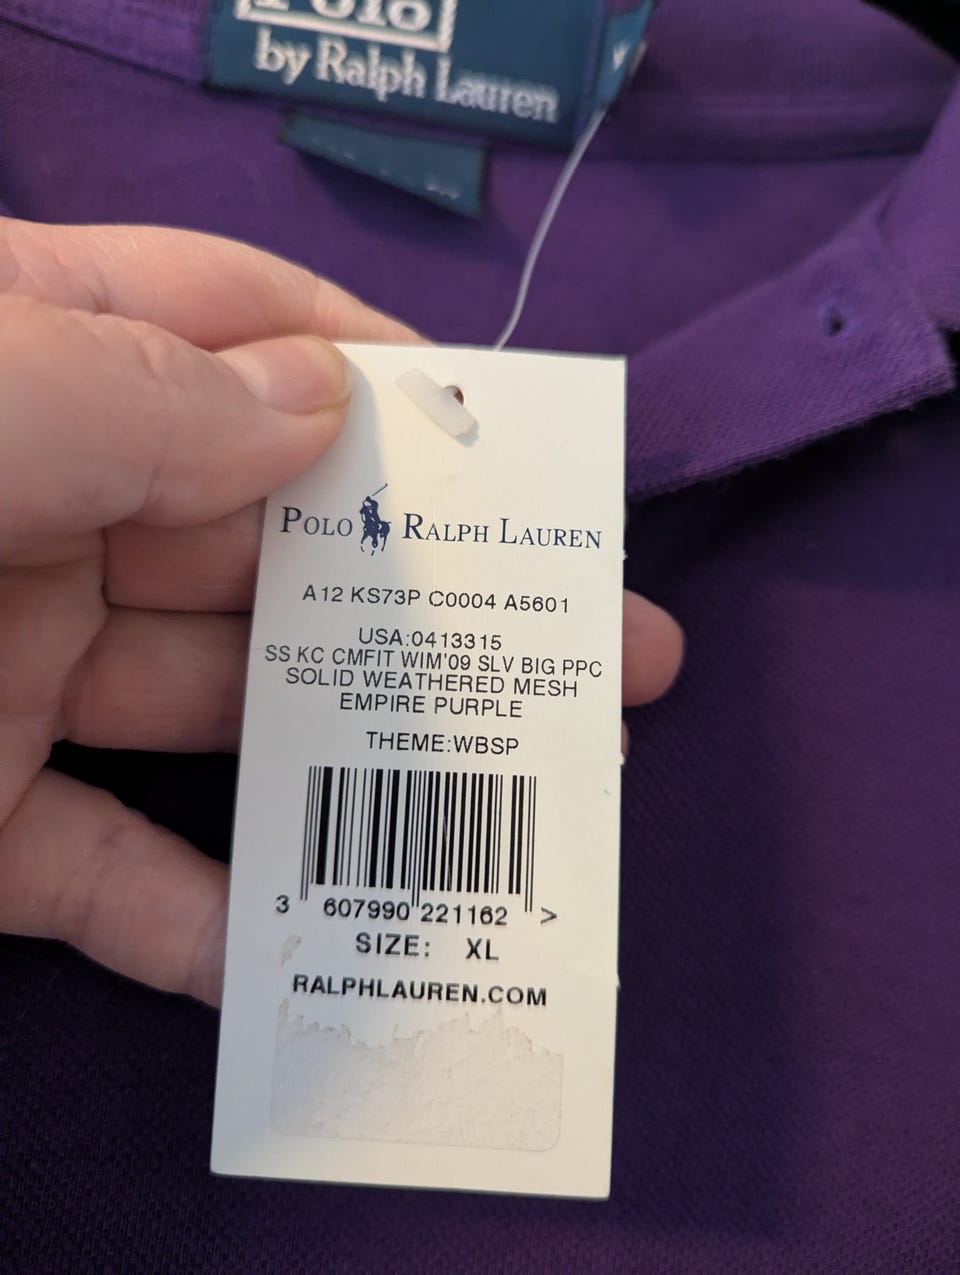 Polo
by Ralph Lauren
POLO RALPH LAUREN
A12 KS73P C0004 A5601
USA:0413315
SS KC CMFIT WIM'09 SLV BIG PPC
SOLID WEATHERED MESH
EMPIRE PURPLE
THEME:WBSP
3 607990 221162 >
SIZE: XL
RALPHLAUREN.COM